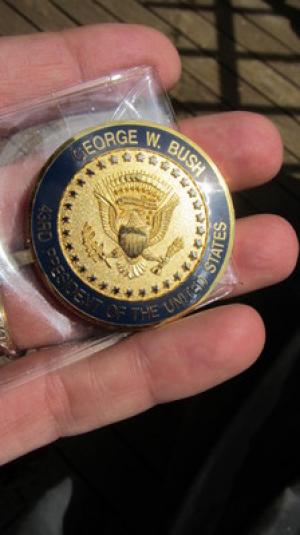 GEORGE W. BUSH
43RD PRESIDENT OF THE UNITED STATES